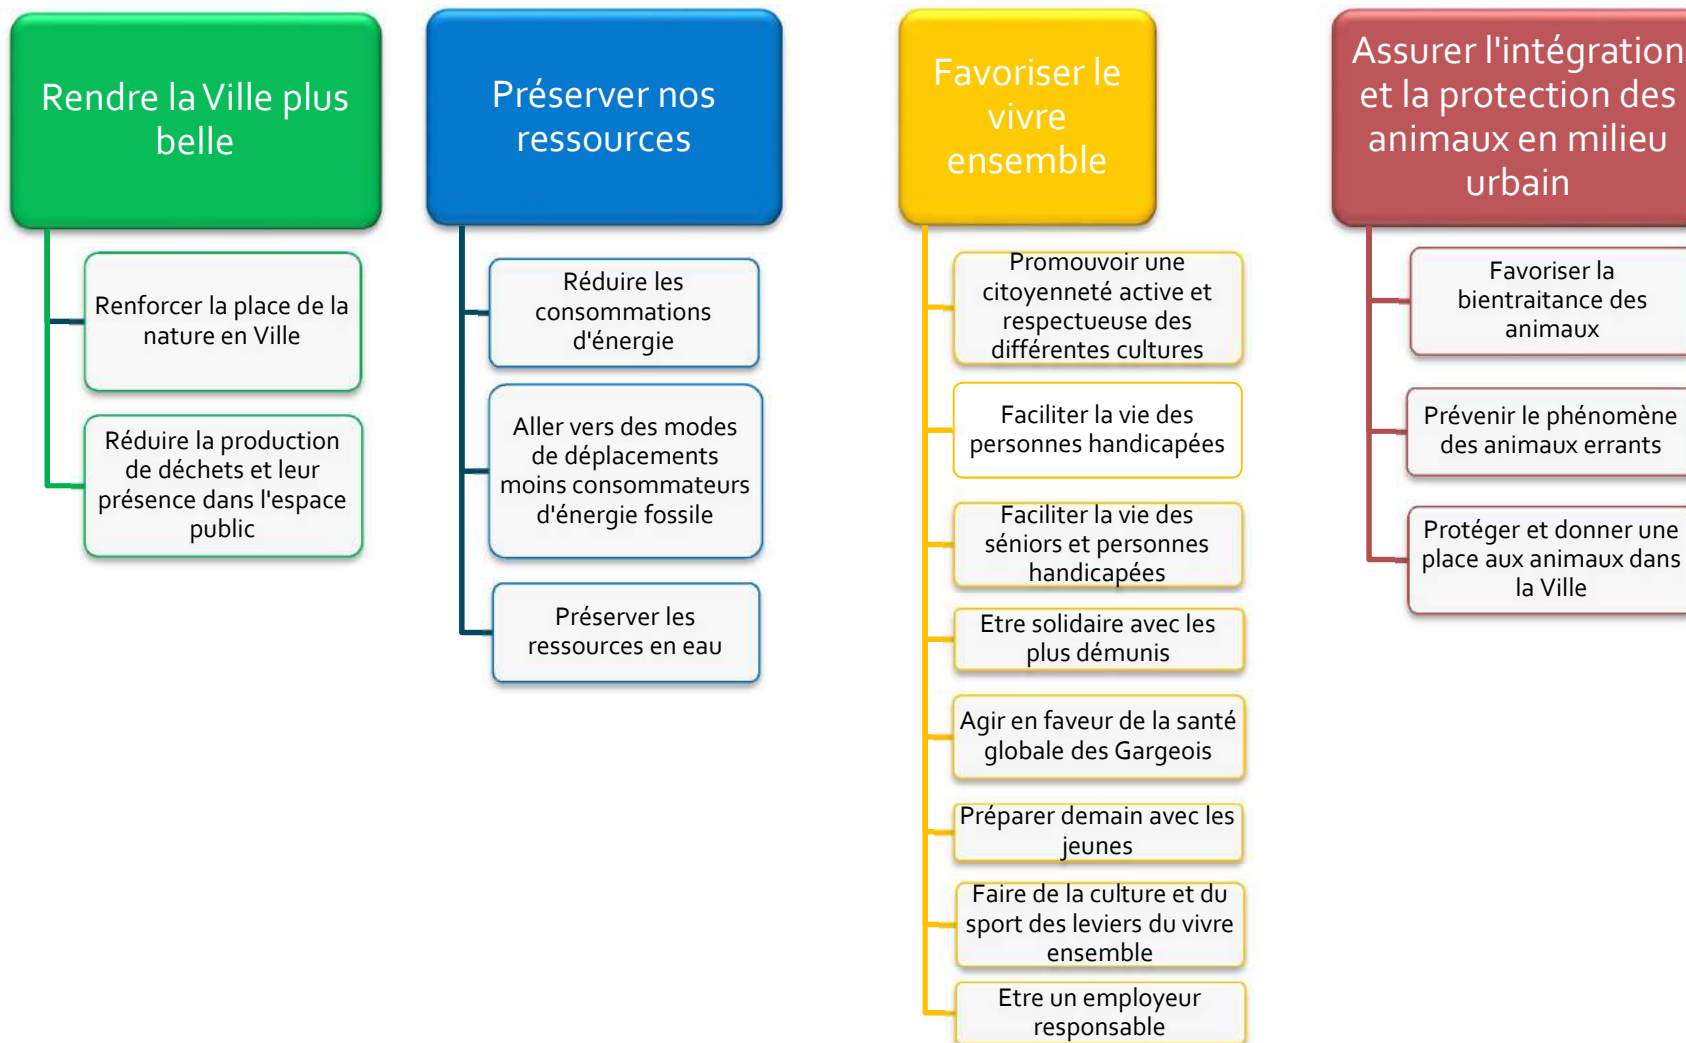 Rendre la Ville plus
belle
Renforcer la place de la
nature en Ville
Réduire la production
de déchets et leur
présence dans l'espace
public
Préserver nos
ressources
Réduire les
consommations
d'énergie
Aller vers des modes
de déplacements
moins consommateurs
d'énergie fossile
Préserver les
ressources en eau
Favoriser le
vivre
ensemble
Promouvoir une
citoyenneté active et
respectueuse des
différentes cultures
Faciliter la vie des
personnes handicapées
Faciliter la vie des
séniors et personnes
handicapées
Etre solidaire avec les
plus démunis
Agir en faveur de la santé
globale des Gargeois
Préparer demain avec les
jeunes
Faire de la culture et du
sport des leviers du vivre
ensemble
Etre un employeur
responsable
Assurer l'intégration
et la protection des
animaux en milieu
urbain
Favoriser la
bientraitance des
animaux
Prévenir le phénomène
des animaux errants
Protéger et donner une
place aux animaux dans
la Ville